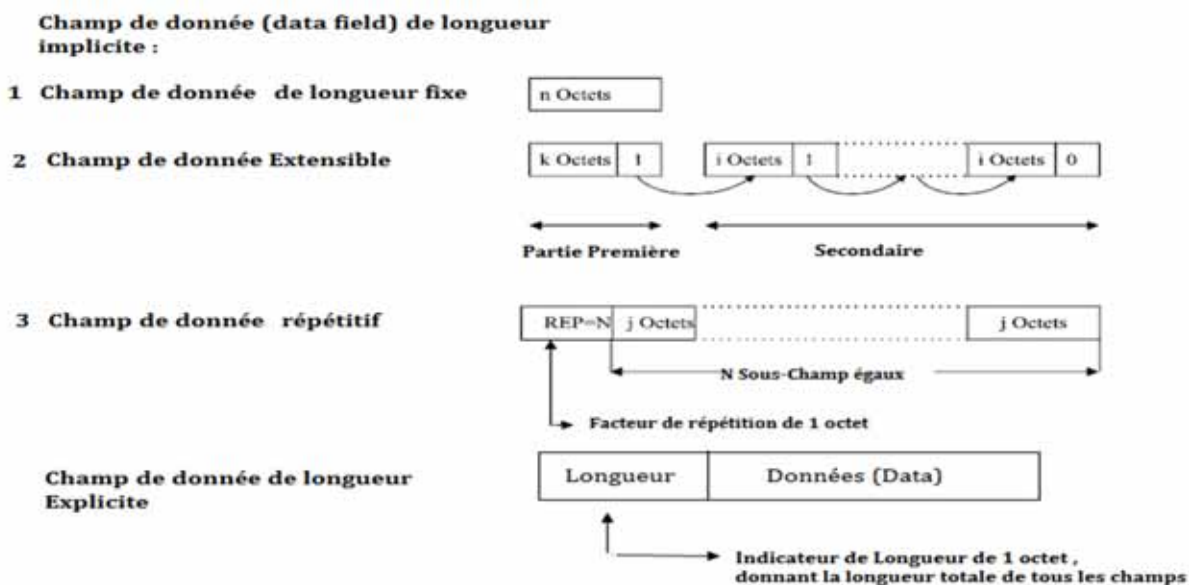 Champ de donnée (data field) de longueur
implicite :
1 Champ de donnée de longueur fixe
n Octets
2 Champ de donnée Extensible
k Octets 1 i Octets 1 i Octets 0
Partie Première Secondaire
3 Champ de donnée répétitif
REP=N j Octets j Octets
N Sous-Champ égaux
Facteur de répétition de 1 octet
Champ de donnée de longueur
Explicite
Longueur Données (Data)
Indicateur de Longueur de 1 octet ,
donnant la longueur totale de tous les champs